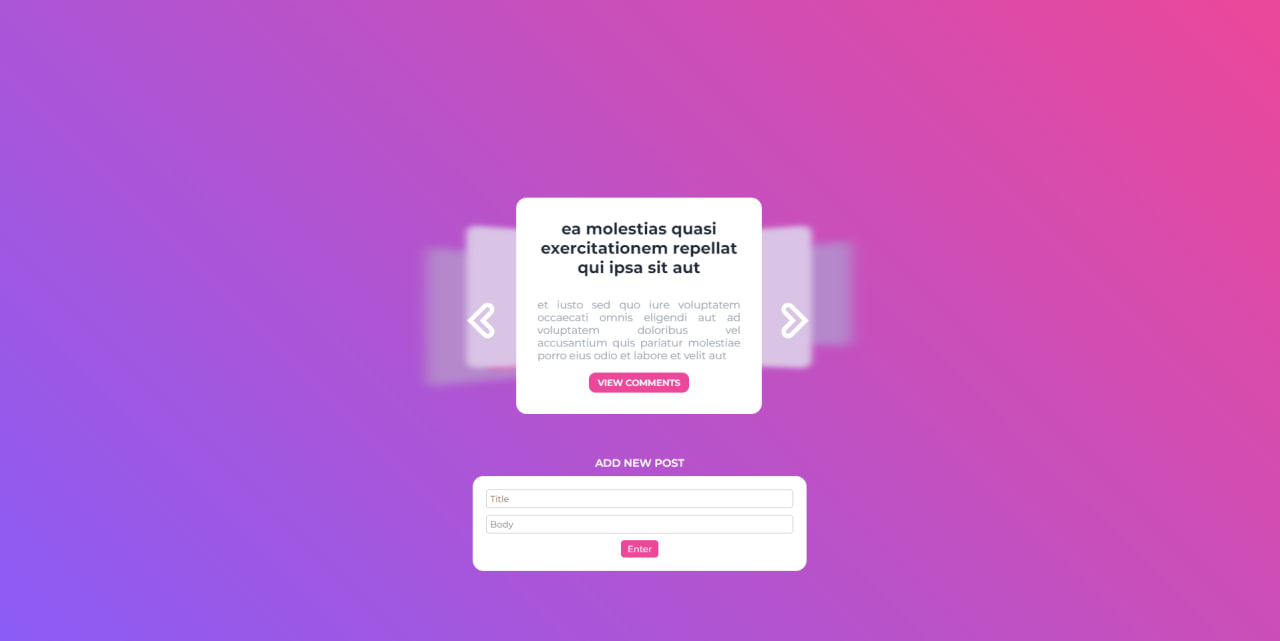 ea molestias quasi
exercitationem repellat
qui ipsa sit aut
et iusto sed quo iure voluptatem
occaecati omnis eligendi aut ad
voluptatem doloribus vel
accusantium quis pariatur molestiae
porro eius odio et labore et velit aut
VIEW COMMENTS
ADD NEW POST
Title
Body
Enter